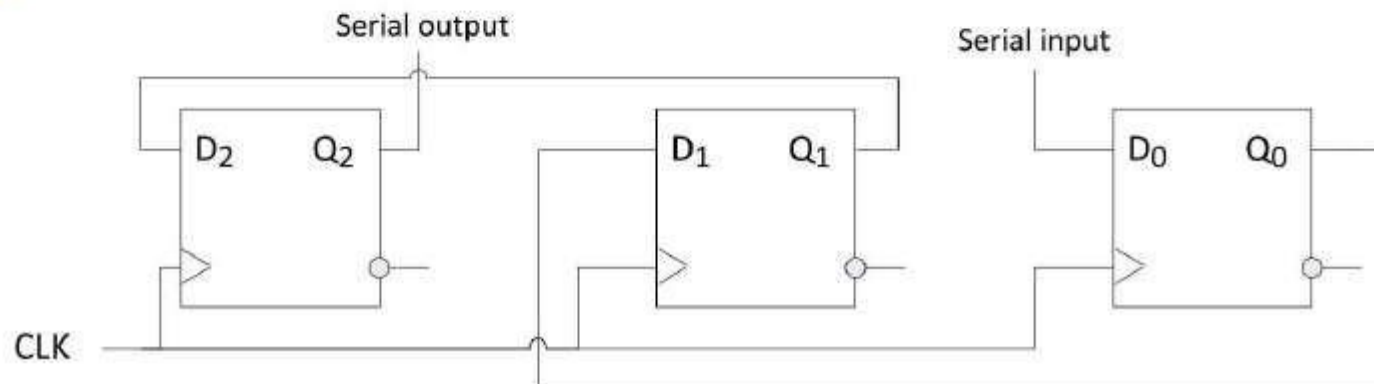 Serial output
Serial input
D₂ Q₂ D₁ Q₁ D₀ Q₀
CLK